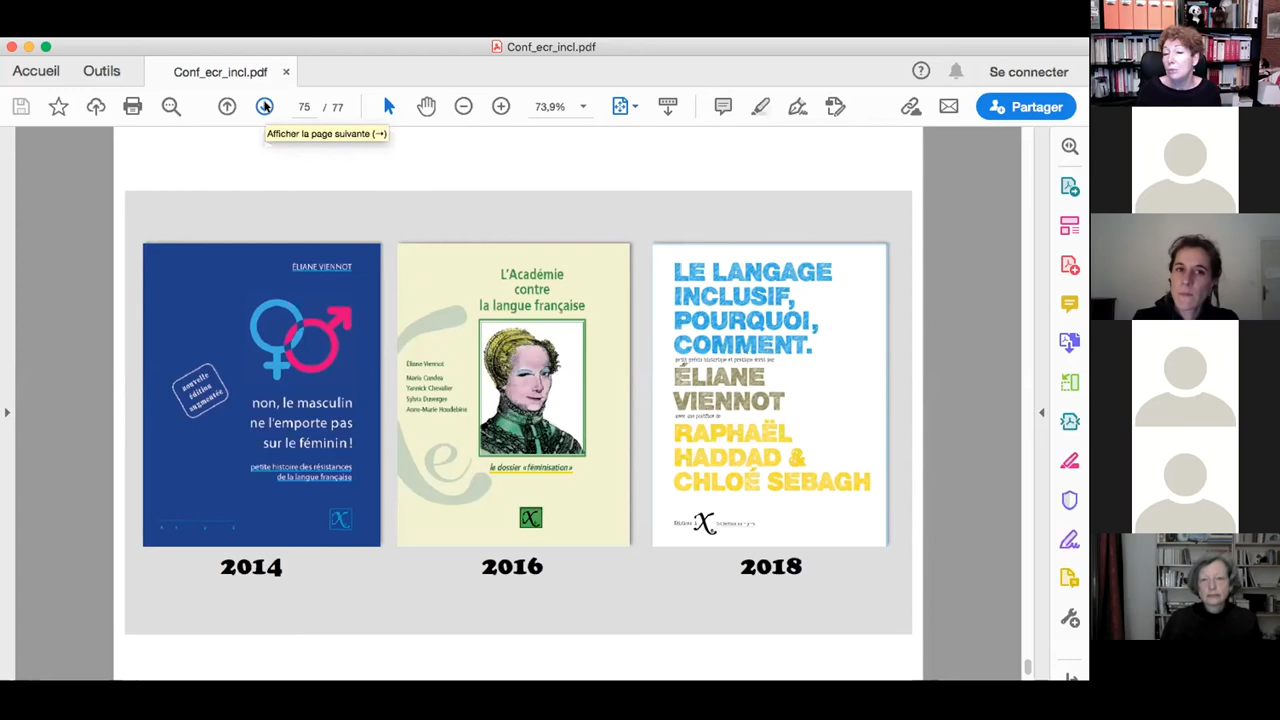 Conf_ecr_incl.pdf
Accueil
Outils
Conf_ecr_incl.pdf
×
Se connecter
75 / 77
73,9%
Partager
Afficher la page suivante (→)
ÉLIANE VIENNOT
nouvelle
édition
augmentée
non, le masculin
ne l'emporte pas
sur le féminin !
petite histoire des résistances
de la langue française
2014
L'Académie
contre
la langue française
Éliane Viennot
Maria Candea
Yannick Chevalier
Sylvia Duverger
Anne-Marie Houdebine
le dossier «féminisation»
2016
LE LANGAGE
INCLUSIF,
POURQUOI,
COMMENT.
ÉLIANE
VIENNOT
RAPHAËL
HADDAD &
CHLOÉ SEBAGH
2018